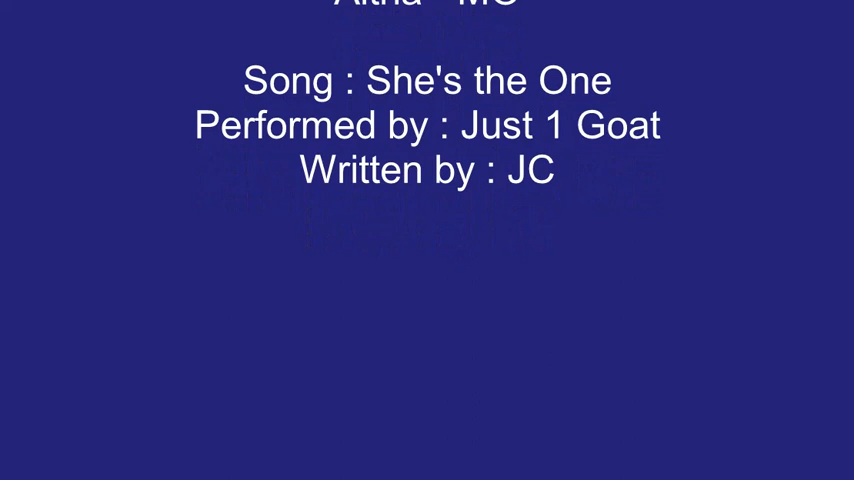 Song : She's the One
Performed by : Just 1 Goat
Written by : JC